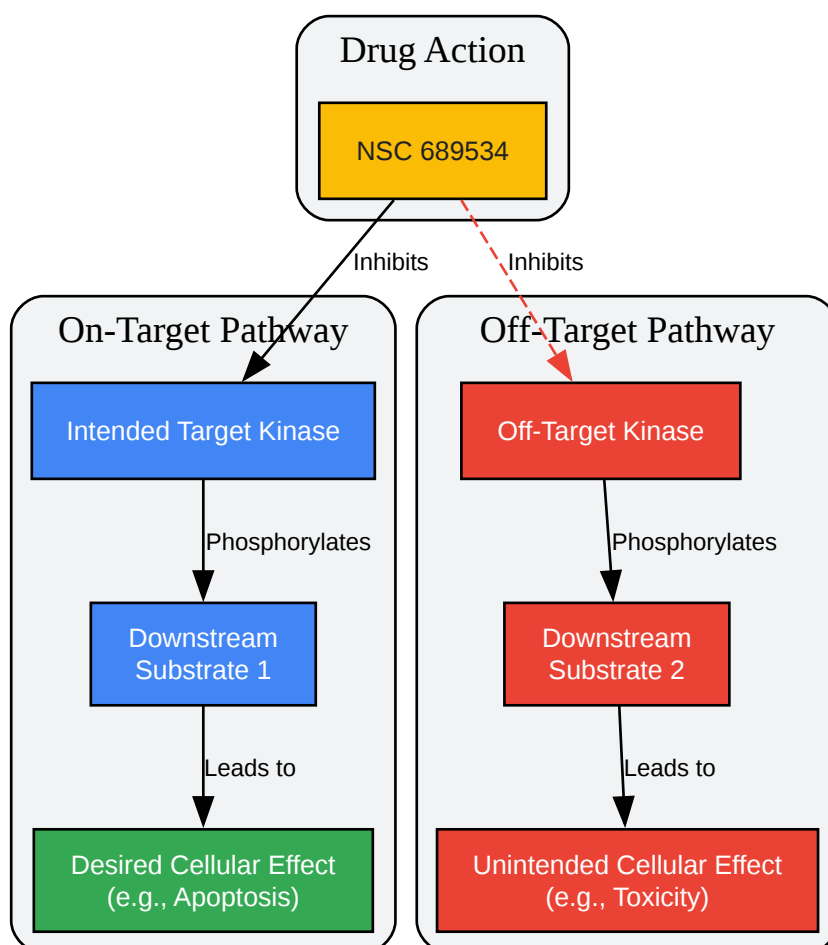 Drug Action
NSC 689534
Inhibits
Inhibits
On-Target Pathway
Off-Target Pathway
Intended Target Kinase
Off-Target Kinase
Phosphorylates
Phosphorylates
Downstream
Substrate 1
Downstream
Substrate 2
Leads to
Leads to
Desired Cellular Effect
(e.g., Apoptosis)
Unintended Cellular Effect
(e.g., Toxicity)